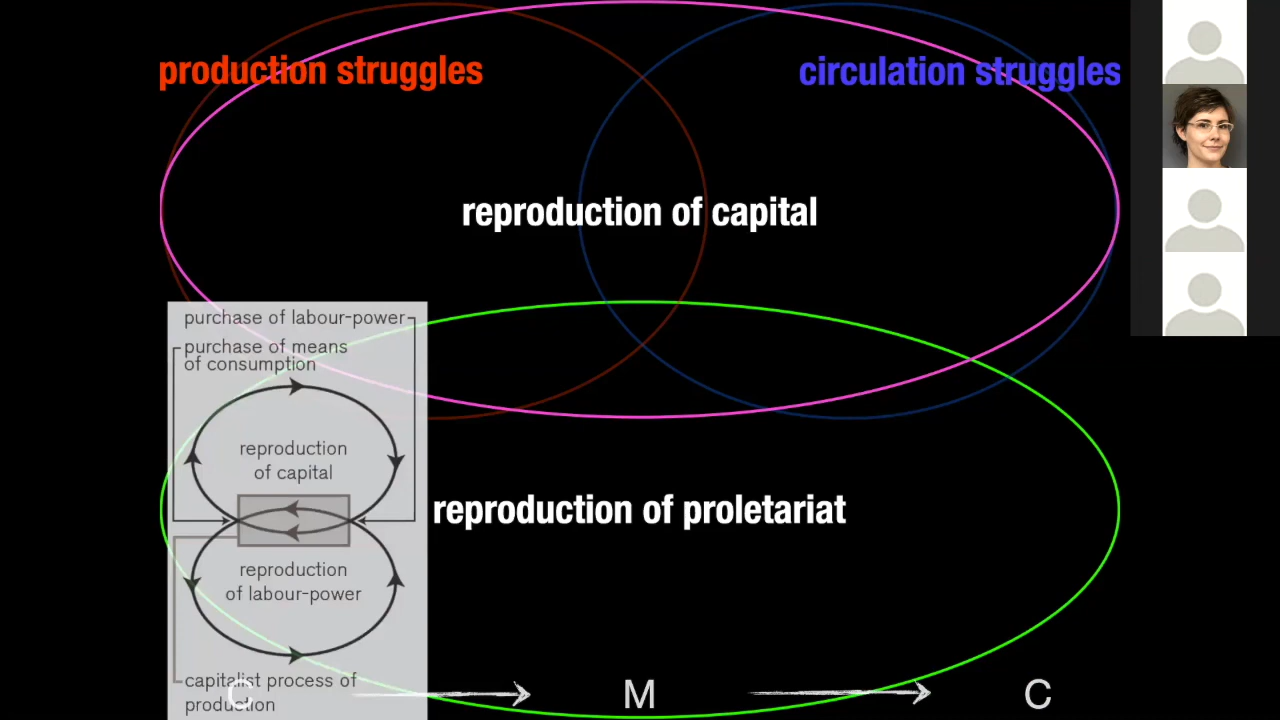 production struggles
circulation struggles
reproduction of capital
purchase of labour-power
purchase of means
of consumption
reproduction
of capital
reproduction of proletariat
reproduction
of labour-power
capitalist process of
production
C
M
C